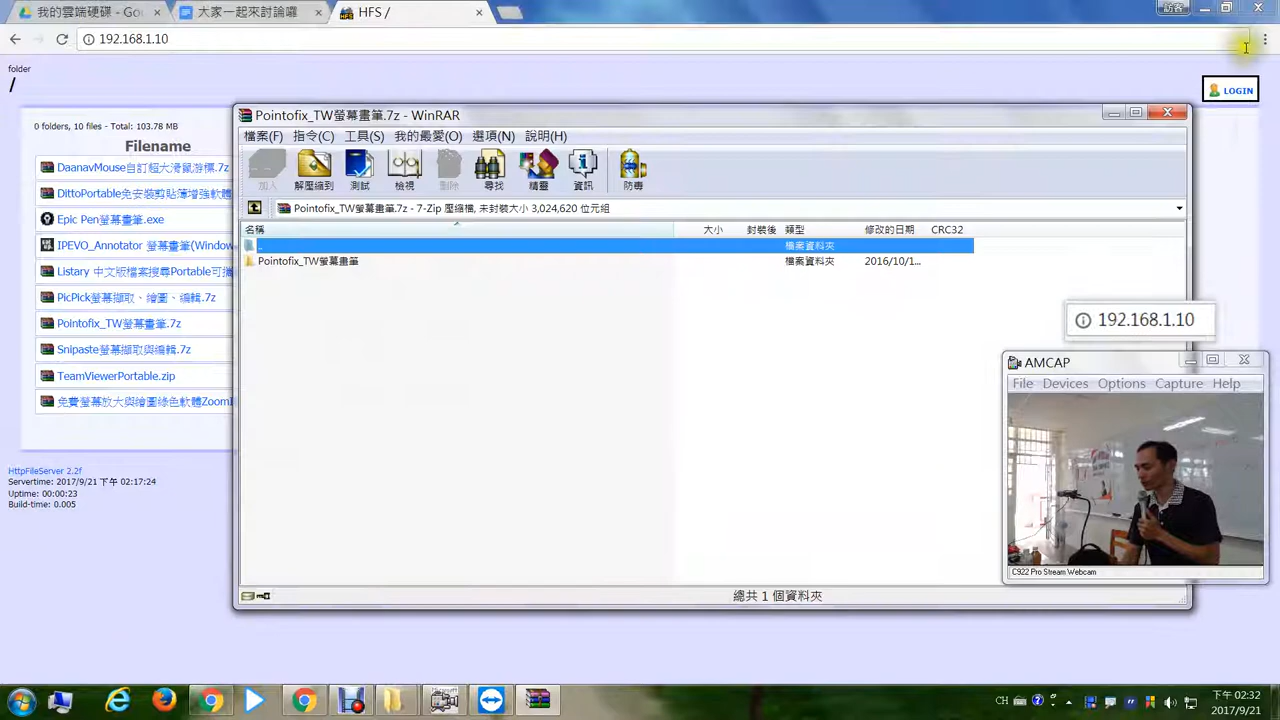 我的雲端硬碟 - Go
大家一起來討論囉
HFS /
訪客
192.168.1.10
folder
/
LOGIN
0 folders, 10 files - Total: 103.78 MB
Filename
DaanavMouse自訂超大滑鼠游標.7z
DittoPortable免安裝剪貼簿增強軟體
Epic Pen螢幕畫筆.exe
IPEVO_Annotator 螢幕畫筆(Window
Listary 中文版檔案搜尋Portable可攜
PicPick螢幕擷取、繪圖、編輯.7z
Pointofix_TW螢幕畫筆.7z
Snipaste螢幕擷取與編輯.7z
TeamViewerPortable.zip
免費螢幕放大與繪圖綠色軟體ZoomI
HttpFileServer 2.2f
Servertime: 2017/9/21 下午 02:17:24
Uptime: 00:00:23
Build-time: 0.005
Pointofix_TW螢幕畫筆.7z - WinRAR
檔案(F) 指令(C) 工具(S) 我的最愛(O) 選項(N) 說明(H)
加入 解壓縮到 測試 檢視 刪除 尋找 精靈 資訊 防毒
Pointofix_TW螢幕畫筆.7z - 7-Zip 壓縮檔, 未封裝大小 3,024,620 位元組
名稱 大小 封裝後 類型 修改的日期 CRC32
.. 檔案資料夾
Pointofix_TW螢幕畫筆 檔案資料夾 2016/10/1...
總共 1 個資料夾
192.168.1.10
AMCAP
File Devices Options Capture Help
C922 Pro Stream Webcam
CH
下午 02:32
2017/9/21